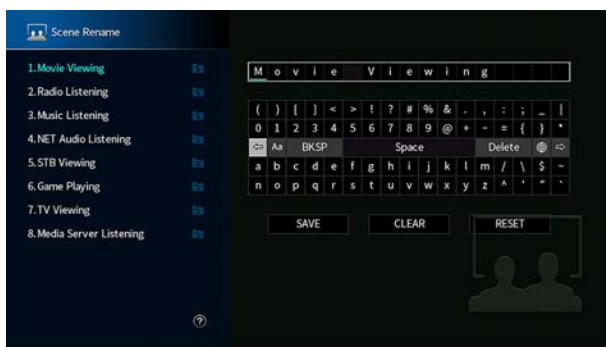 Scene Rename
1.Movie Viewing
2.Radio Listening
3.Music Listening
4.NET Audio Listening
5.STB Viewing
6.Game Playing
7.TV Viewing
8.Media Server Listening
?
Movie Viewing
( ) [ ] < > ! ? # % & . , : ; _ |
0 1 2 3 4 5 6 7 8 9 @ + - = { } *
⇦ Aa BKSP Space Delete ⇨
a b c d e f g h i j k l m / \ $ ~
n o p q r s t u v w x y z ^ ' " `
SAVE CLEAR RESET